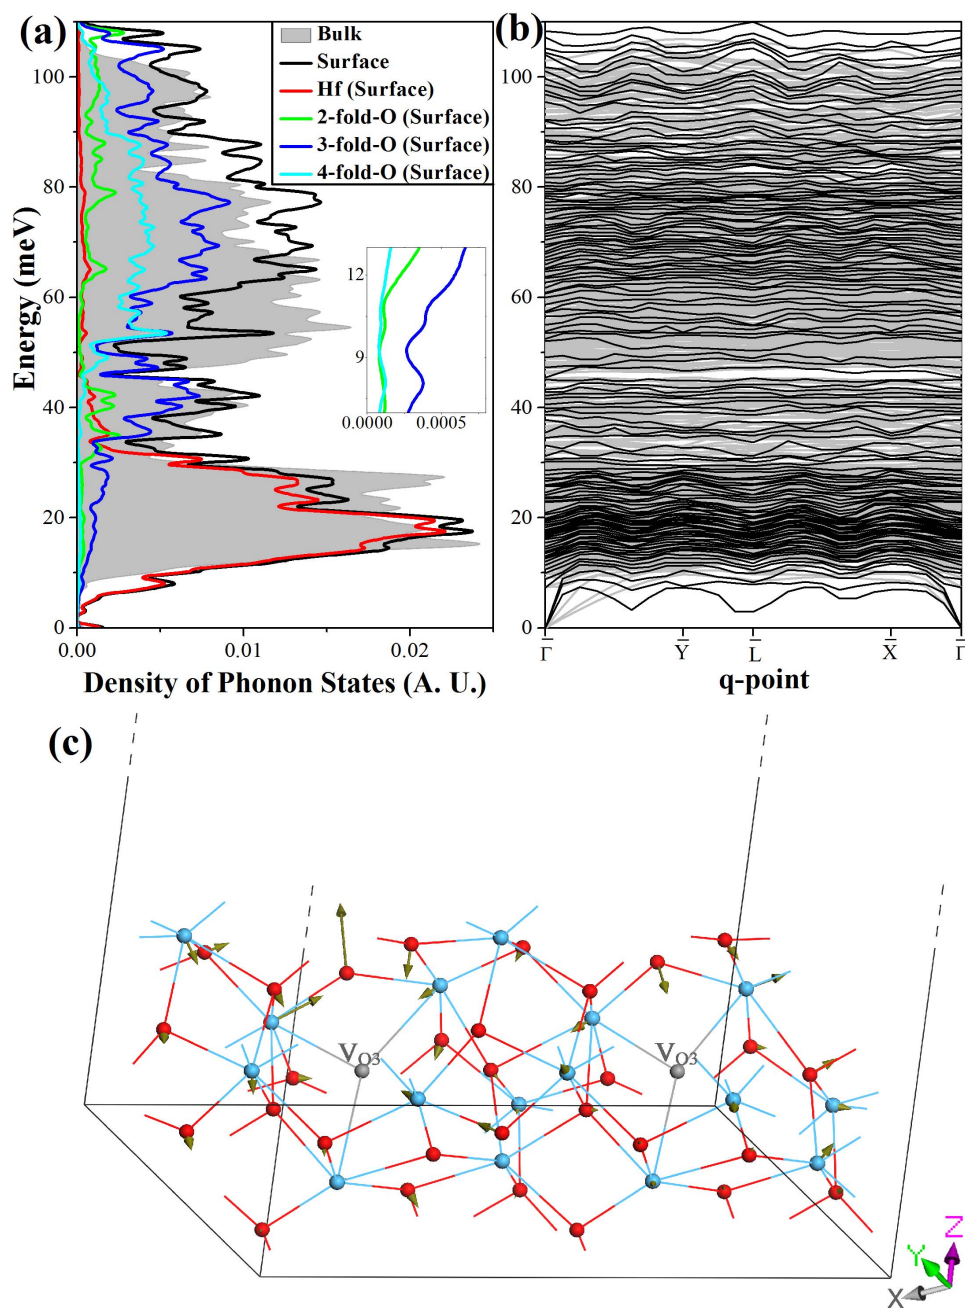 (a)
Bulk
Surface
Hf (Surface)
2-fold-O (Surface)
3-fold-O (Surface)
4-fold-O (Surface)
100
80
60
40
20
0
Energy (meV)
12
9
0.0000 0.0005
0.00 0.01 0.02
Density of Phonon States (A. U.)
(b)
100
80
60
40
20
0
Γ̅ Y̅ L̅ X̅ Γ̅
q-point
(c)
V_O3 V_O3
Z
Y
X